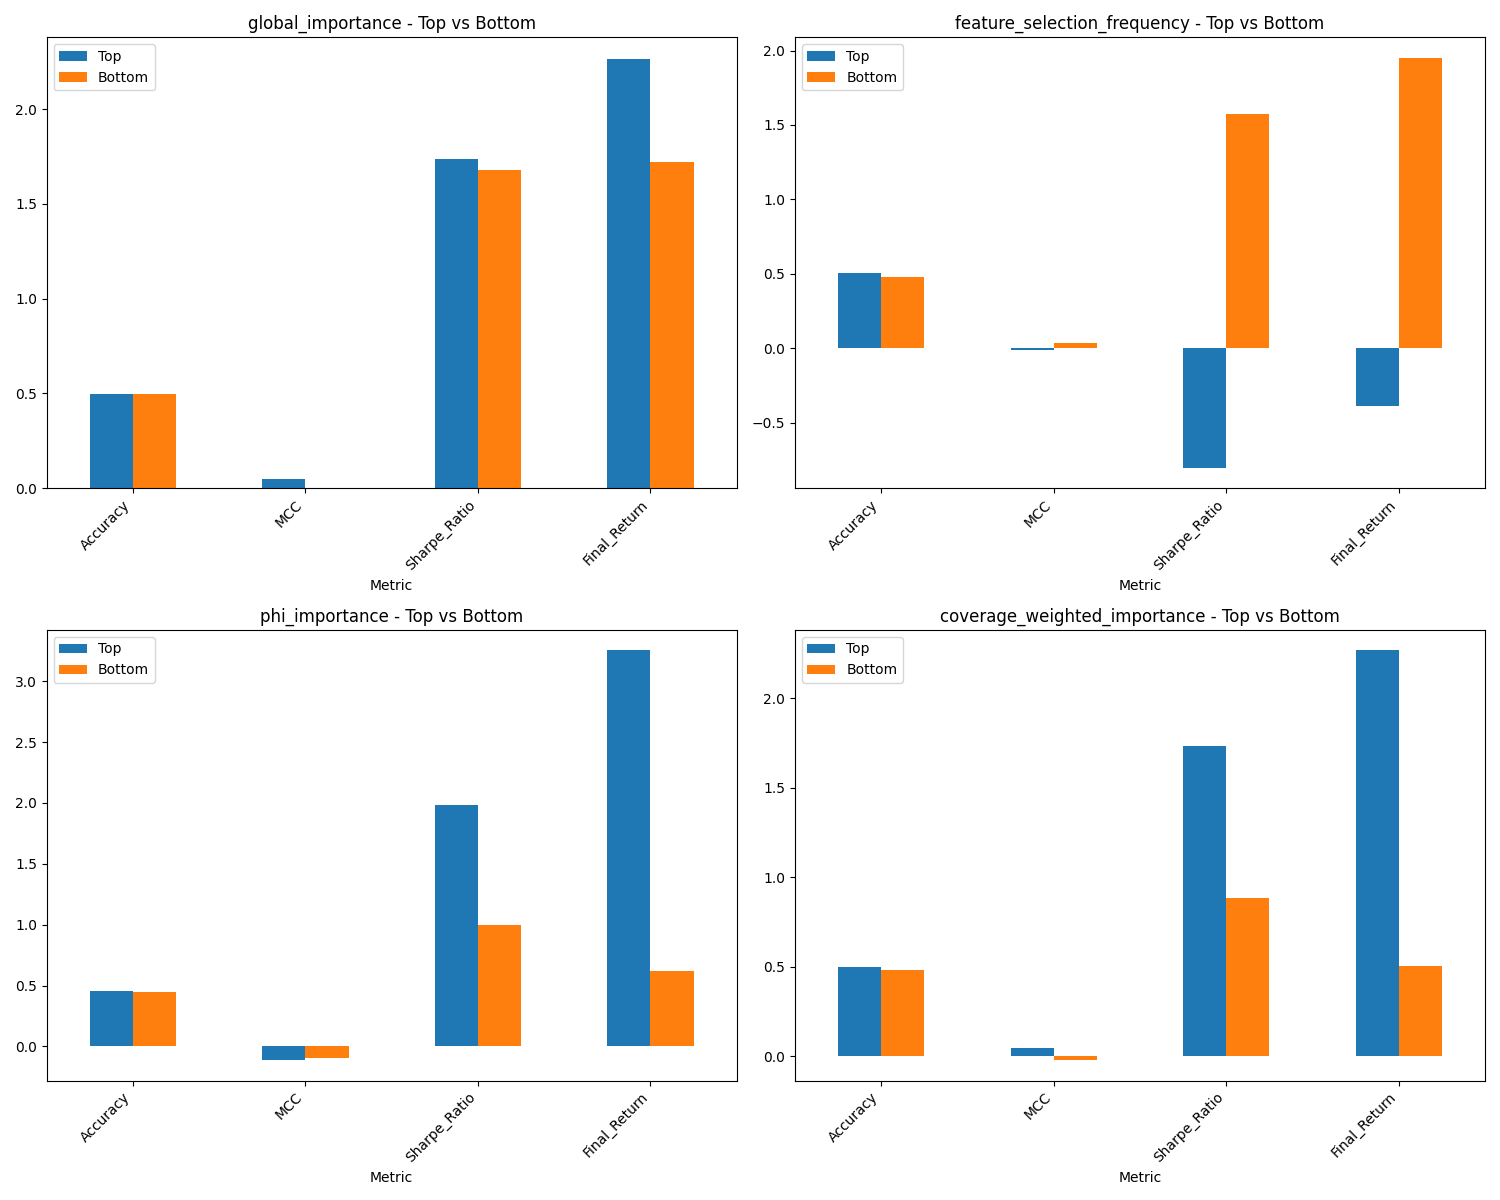 global_importance - Top vs Bottom
Top
Bottom
2.0
1.5
1.0
0.5
0.0
Accuracy
MCC
Sharpe_Ratio
Final_Return
Metric
feature_selection_frequency - Top vs Bottom
Top
Bottom
2.0
1.5
1.0
0.5
0.0
−0.5
Accuracy
MCC
Sharpe_Ratio
Final_Return
Metric
phi_importance - Top vs Bottom
Top
Bottom
3.0
2.5
2.0
1.5
1.0
0.5
0.0
Accuracy
MCC
Sharpe_Ratio
Final_Return
Metric
coverage_weighted_importance - Top vs Bottom
Top
Bottom
2.0
1.5
1.0
0.5
0.0
Accuracy
MCC
Sharpe_Ratio
Final_Return
Metric